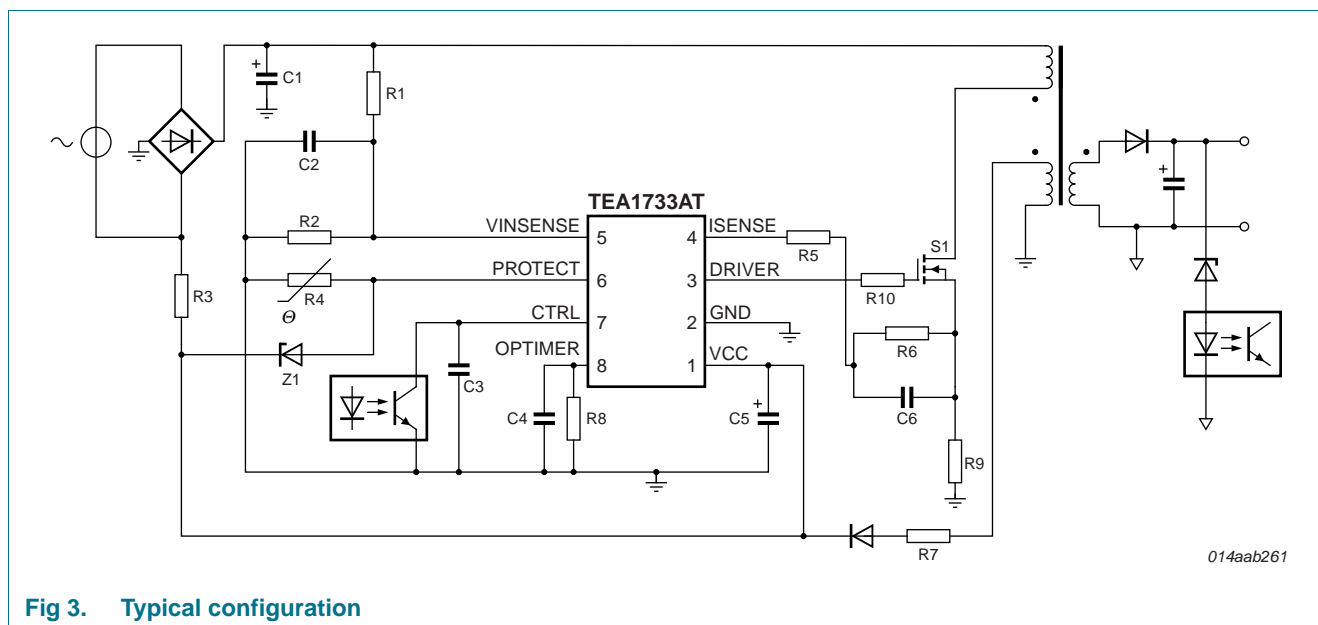 C1
R1
C2
TEA1733AT
R2
VINSENSE
5
4
ISENSE
R5
S1
PROTECT
6
3
DRIVER
R10
R3
R4
Θ
CTRL
7
2
GND
OPTIMER
8
1
VCC
R6
Z1
C3
C4
R8
+
C5
C6
R9
R7
+
+
∼
014aab261
Fig 3. Typical configuration